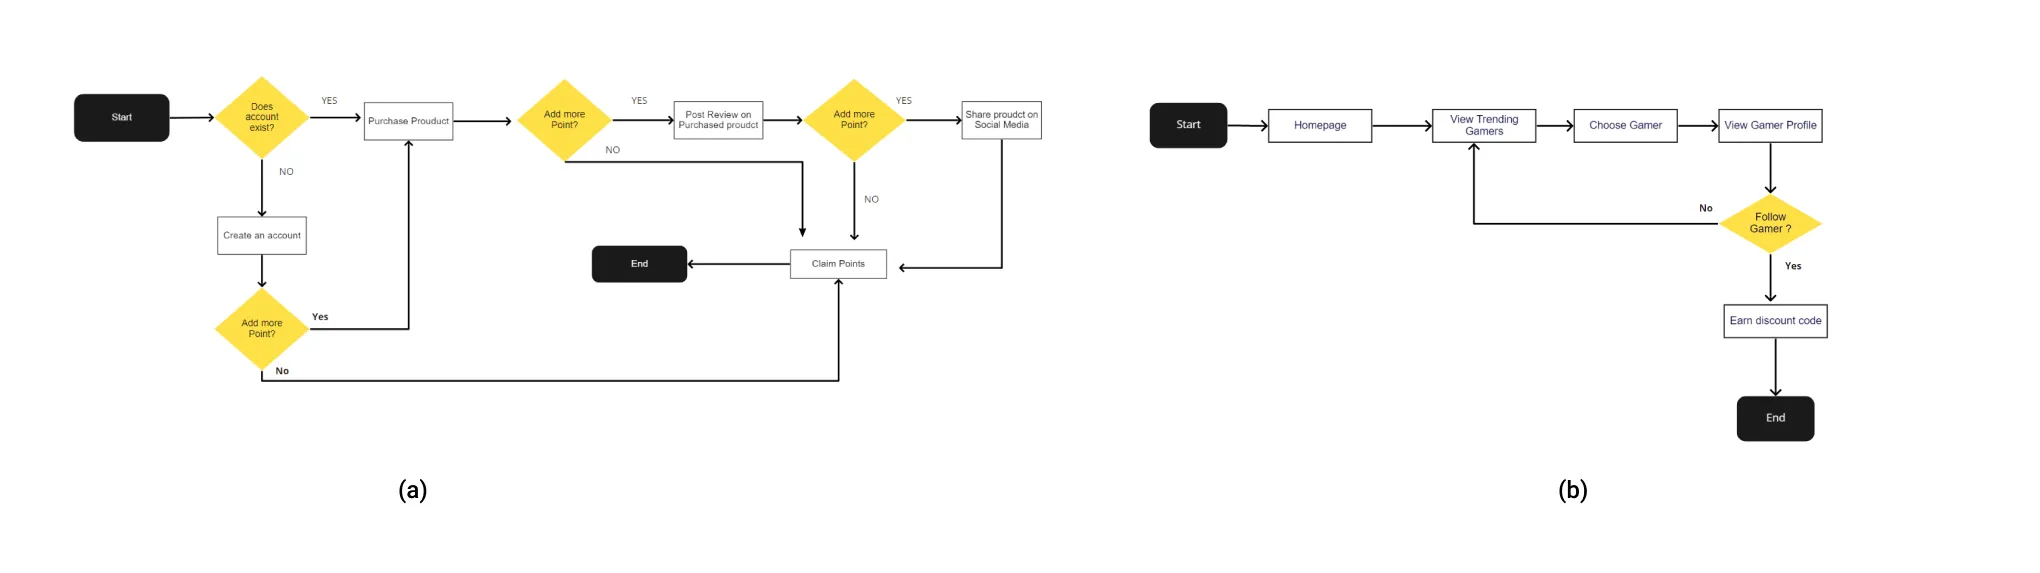 Start
Does
account
exist?
YES
NO
Purchase Prouduct
Create an account
Add more
Point?
Yes
No
Add more
Point?
YES
NO
Post Review on
Purchased proudct
Add more
Point?
YES
NO
Share proudct on
Social Media
Claim Points
End
(a)
Start
Homepage
View Trending
Gamers
Choose Gamer
View Gamer Profile
Follow
Gamer ?
No
Yes
Earn discount code
End
(b)